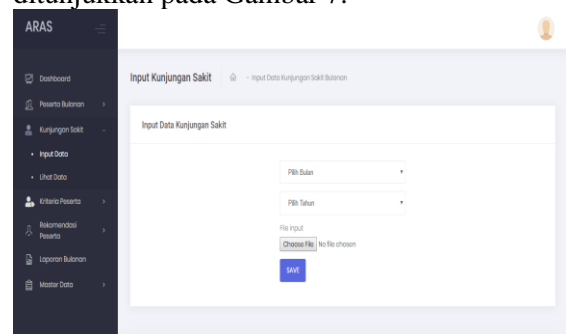 ditunjukkan pada Gambar 7.
ARAS
Dashboard
Peserta Bulanan
Kunjungan Sakit
Input Data
Lihat Data
Kriteria Peserta
Rekomendasi
Peserta
Laporan Bulanan
Master Data
Input Kunjungan Sakit - Input Data Kunjungan Sakit Bulanan
Input Data Kunjungan Sakit
Pilih Bulan
Pilih Tahun
File input
Choose File No file chosen
SAVE